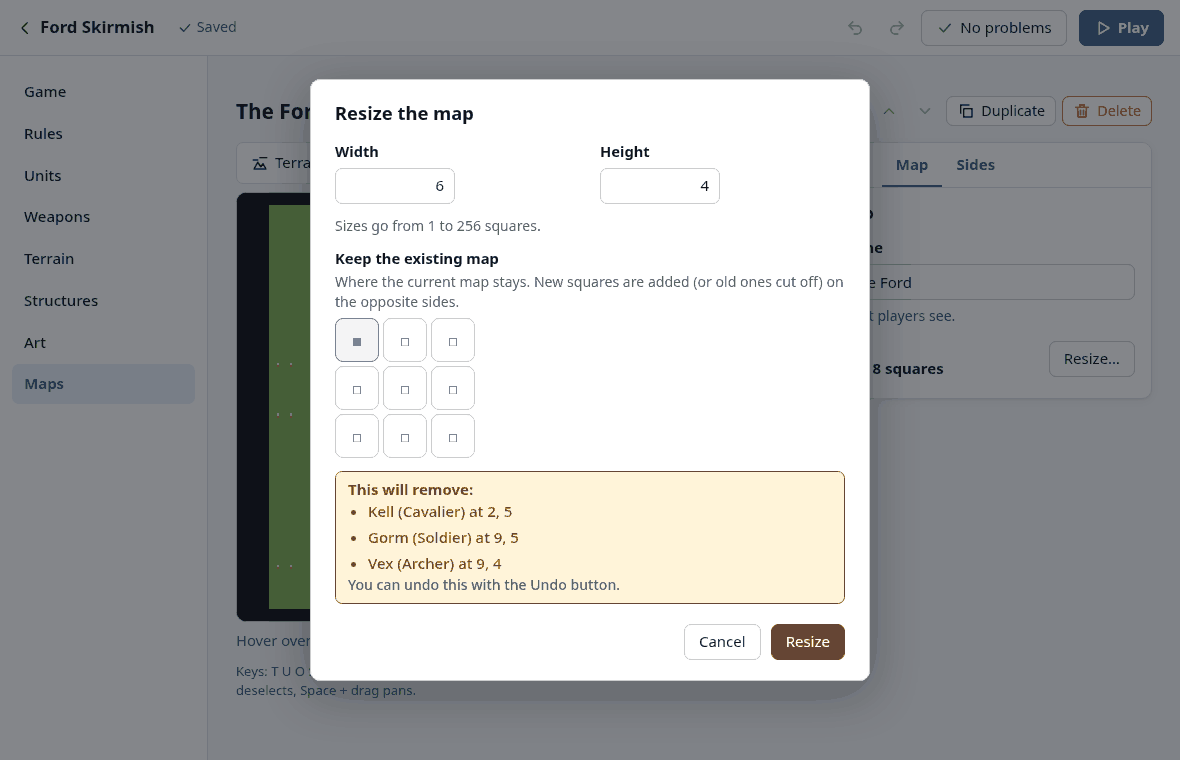 Ford Skirmish
Saved
No problems
Play
Game
Rules
Units
Weapons
Terrain
Structures
Art
Maps
Duplicate
Delete
Map
Sides
Resize the map
Width
Height
6
4
Sizes go from 1 to 256 squares.
Keep the existing map
Where the current map stays. New squares are added (or old ones cut off) on
the opposite sides.
This will remove:
• Kell (Cavalier) at 2, 5
• Gorm (Soldier) at 9, 5
• Vex (Archer) at 9, 4
You can undo this with the Undo button.
Cancel
Resize
Ford
players see.
8 squares
Resize...
Hover
Keys: T U O
deselects, Space + drag pans.